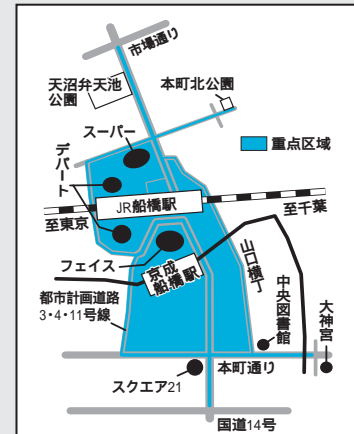 市場通り
天沼弁天池
公園
本町北公園
スーパー
デパート
重点区域
JR船橋駅
至東京
至千葉
フェイス
京成
船橋駅
山口横丁
都市計画道路
3・4・11号線
中央図書館
大神宮
本町通り
スクエア21
国道14号